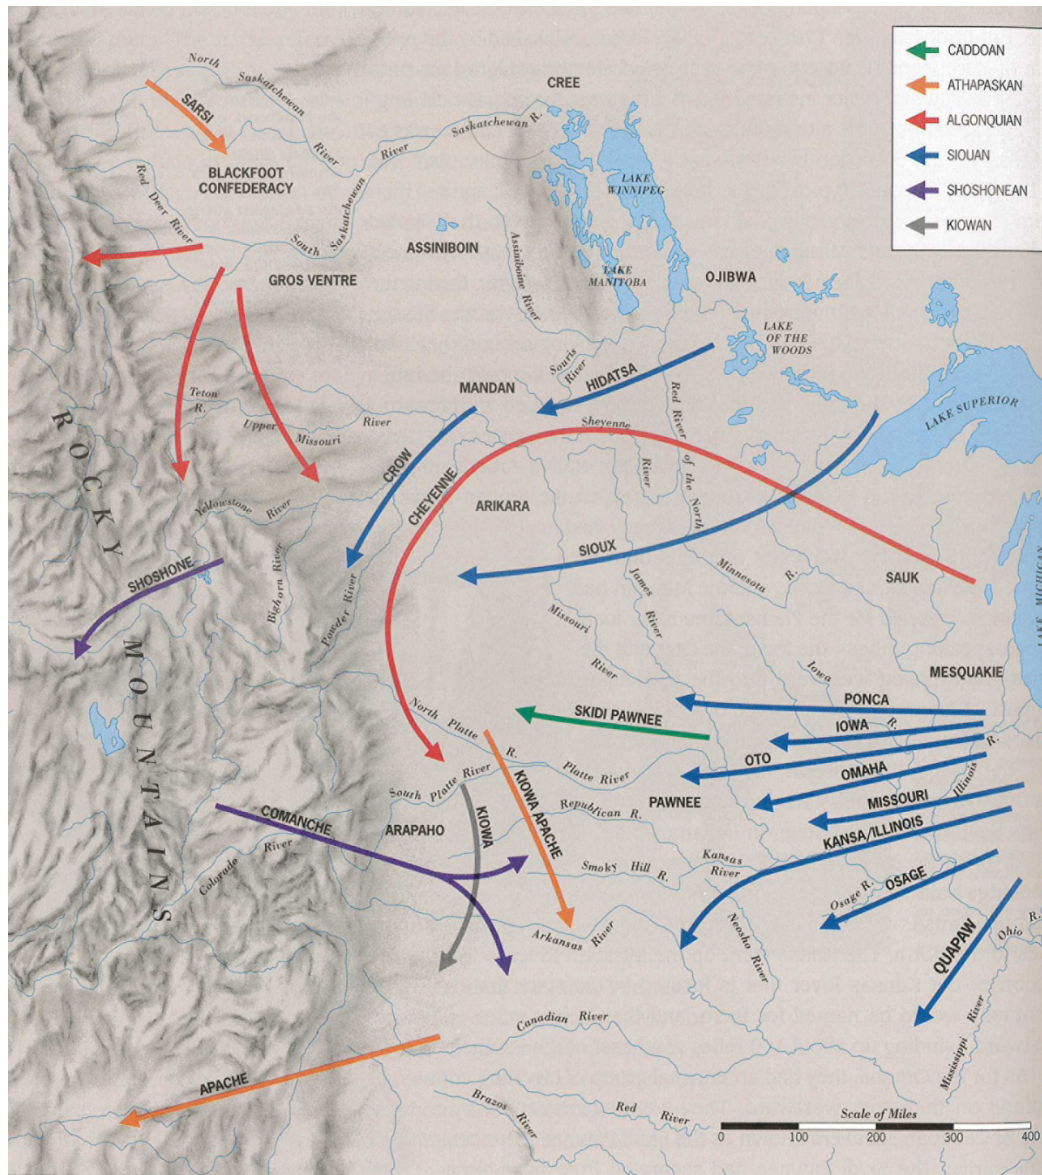 CADDOAN
ATHAPASKAN
ALGONQUIAN
SIOUAN
SHOSHONEAN
KIOWAN
North Saskatchewan River
SARSI
CREE
Saskatchewan R.
BLACKFOOT
CONFEDERACY
Red Deer River
South Saskatchewan River
LAKE
WINNIPEG
ASSINIBOIN
Assiniboine River
GROS VENTRE
LAKE
MANITOBA
OJIBWA
LAKE
OF THE
WOODS
Souris
River
HIDATSA
MANDAN
Teton
R.
Upper Missouri River
Sheyenne
River
Red River of the North
LAKE SUPERIOR
ROCKY
MOUNTAINS
CROW
CHEYENNE
ARIKARA
Yellowstone River
Bighorn River
Powder River
SHOSHONE
SIOUX
James River
Minnesota R.
SAUK
LAKE MICHIGAN
Missouri River
MESQUAKIE
Iowa R.
PONCA
IOWA
OTO
OMAHA
MISSOURI
KANSA/ILLINOIS
Illinois R.
SKIDI PAWNEE
North Platte R.
South Platte River
Platte River
KIOWA APACHE
KIOWA
PAWNEE
Republican R.
COMANCHE
ARAPAHO
Colorado River
Smoky Hill R.
Kansas
River
Osage R.
OSAGE
Arkansas River
Neosho River
QUAPAW
Ohio R.
Mississippi River
Canadian River
APACHE
Brazos River
Red River
Scale of Miles
0 100 200 300 400